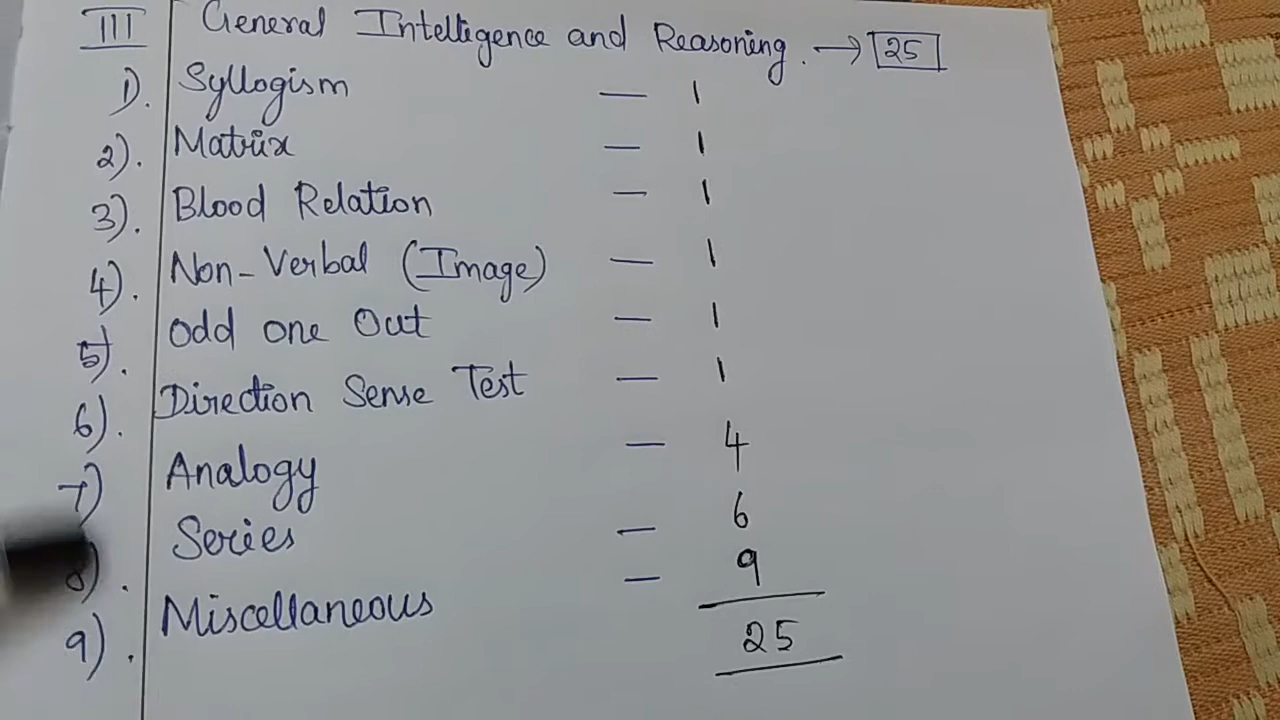 III General Intelligence and Reasoning. → 25
1). Syllogism — 1
2). Matrix — 1
3). Blood Relation — 1
4). Non-Verbal (Image) — 1
5). Odd one Out — 1
6). Direction Sense Test — 1
7) Analogy — 4
8). Series — 6
9). Miscellaneous — 9
25